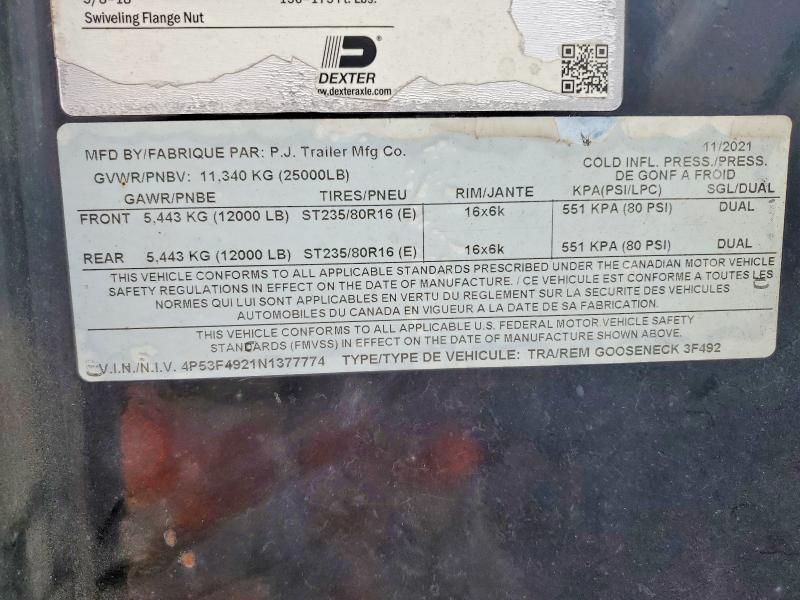 Swiveling Flange Nut
DEXTER
w.dexteraxle.com
11/2021
MFD BY/FABRIQUE PAR: P.J. Trailer Mfg Co.
COLD INFL. PRESS./PRESS.
GVWR/PNBV: 11,340 KG (25000LB)
DE GONF A FROID
GAWR/PNBE TIRES/PNEU RIM/JANTE KPA(PSI/LPC) SGL/DUAL
FRONT 5,443 KG (12000 LB) ST235/80R16 (E) 16x6k 551 KPA (80 PSI) DUAL
REAR 5,443 KG (12000 LB) ST235/80R16 (E) 16x6k 551 KPA (80 PSI) DUAL
THIS VEHICLE CONFORMS TO ALL APPLICABLE STANDARDS PRESCRIBED UNDER THE CANADIAN MOTOR VEHICLE
SAFETY REGULATIONS IN EFFECT ON THE DATE OF MANUFACTURE. / CE VEHICULE EST CONFORME A TOUTES LES
NORMES QUI LUI SONT APPLICABLES EN VERTU DU REGLEMENT SUR LA SECURITE DES VEHICULES
AUTOMOBILES DU CANADA EN VIGUEUR A LA DATE DE SA FABRICATION.
THIS VEHICLE CONFORMS TO ALL APPLICABLE U.S. FEDERAL MOTOR VEHICLE SAFETY
STANDARDS (FMVSS) IN EFFECT ON THE DATE OF MANUFACTURE SHOWN ABOVE.
V.I.N./N.I.V. 4P53F4921N1377774 TYPE/TYPE DE VEHICULE: TRA/REM GOOSENECK 3F492